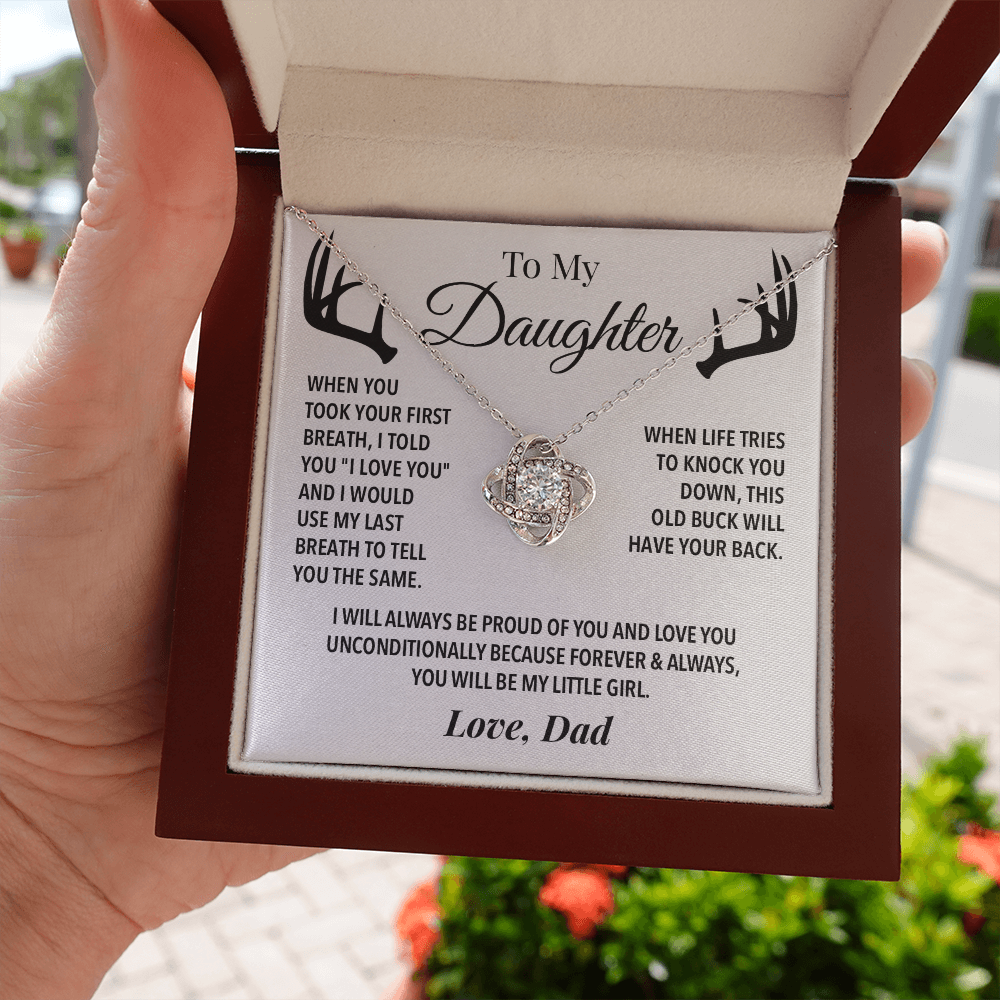 To My
Daughter
WHEN YOU
TOOK YOUR FIRST
BREATH, I TOLD
YOU "I LOVE YOU"
AND I WOULD
USE MY LAST
BREATH TO TELL
YOU THE SAME.
WHEN LIFE TRIES
TO KNOCK YOU
DOWN, THIS
OLD BUCK WILL
HAVE YOUR BACK.
I WILL ALWAYS BE PROUD OF YOU AND LOVE YOU
UNCONDITIONALLY BECAUSE FOREVER & ALWAYS,
YOU WILL BE MY LITTLE GIRL.
Love, Dad